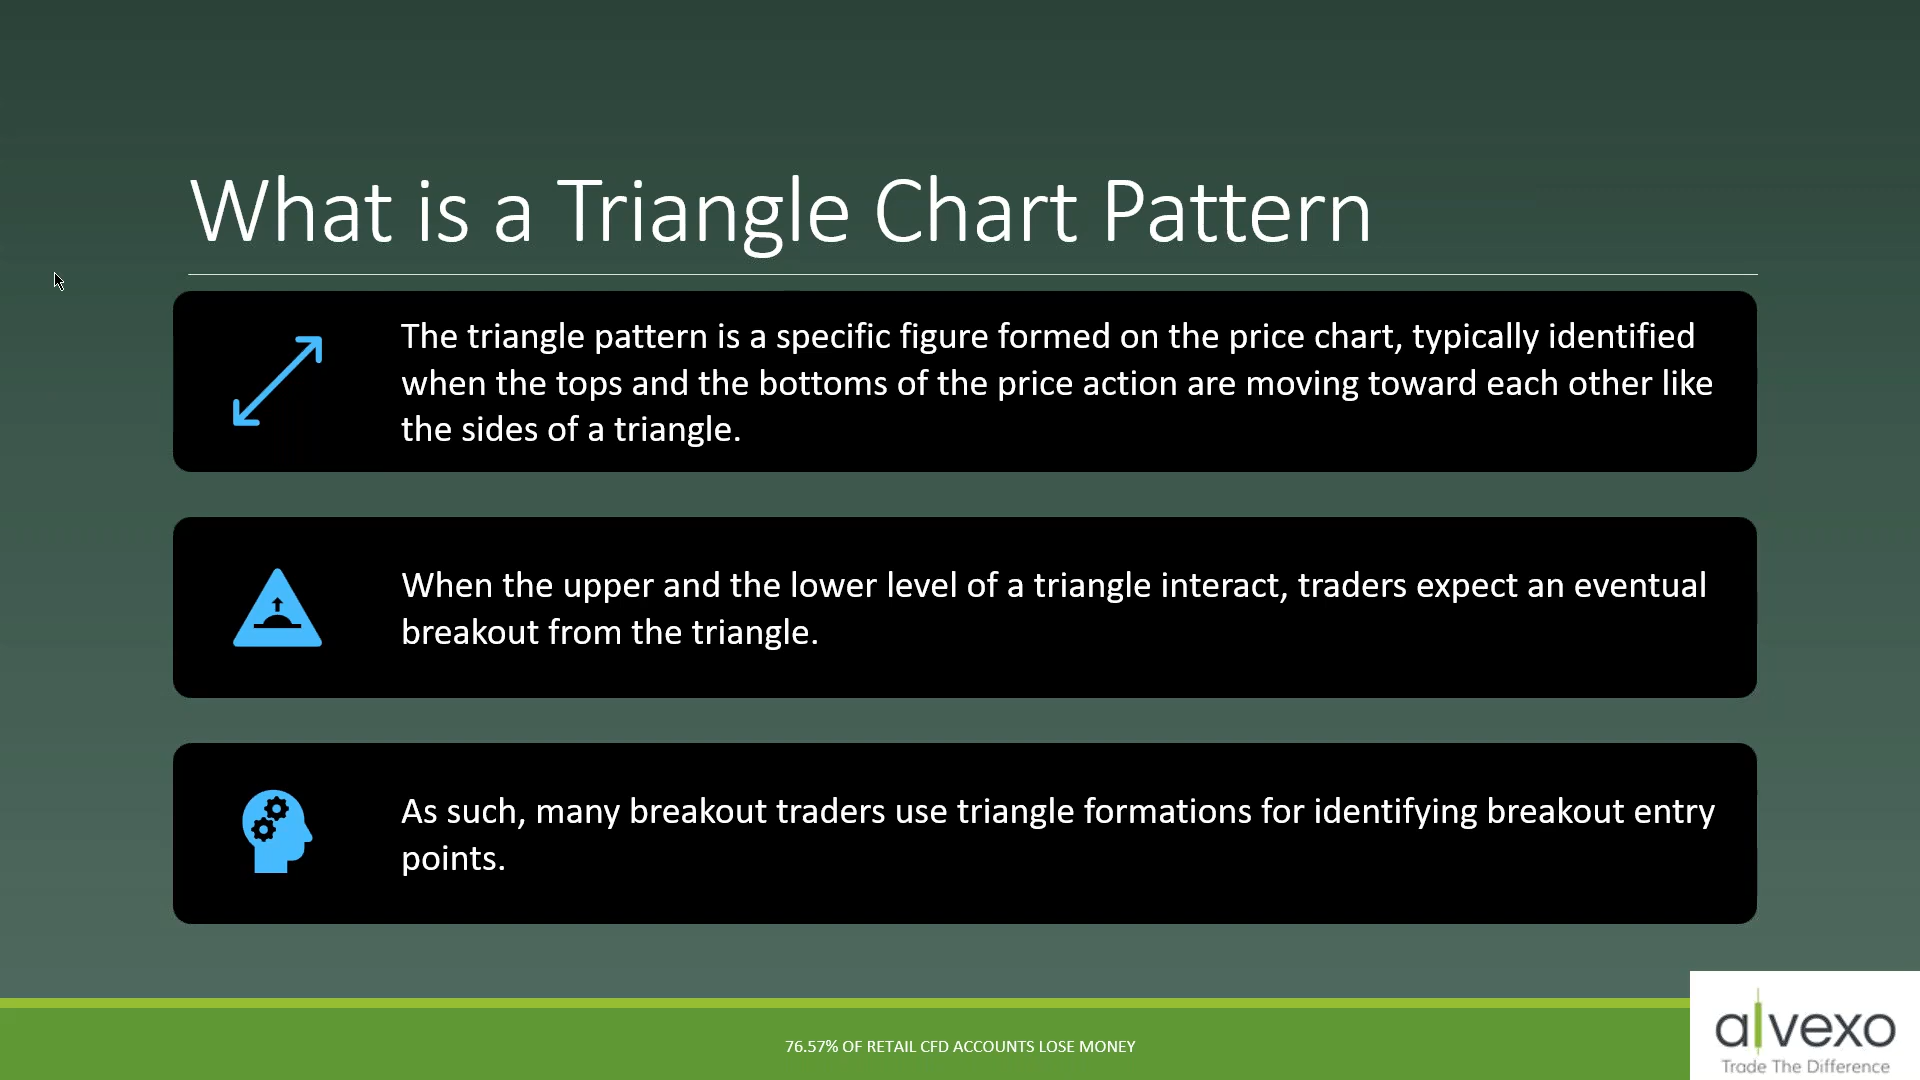 What is a Triangle Chart Pattern
The triangle pattern is a specific figure formed on the price chart, typically identified
when the tops and the bottoms of the price action are moving toward each other like
the sides of a triangle.
When the upper and the lower level of a triangle interact, traders expect an eventual
breakout from the triangle.
As such, many breakout traders use triangle formations for identifying breakout entry
points.
76.57% OF RETAIL CFD ACCOUNTS LOSE MONEY
alvexo
Trade The Difference